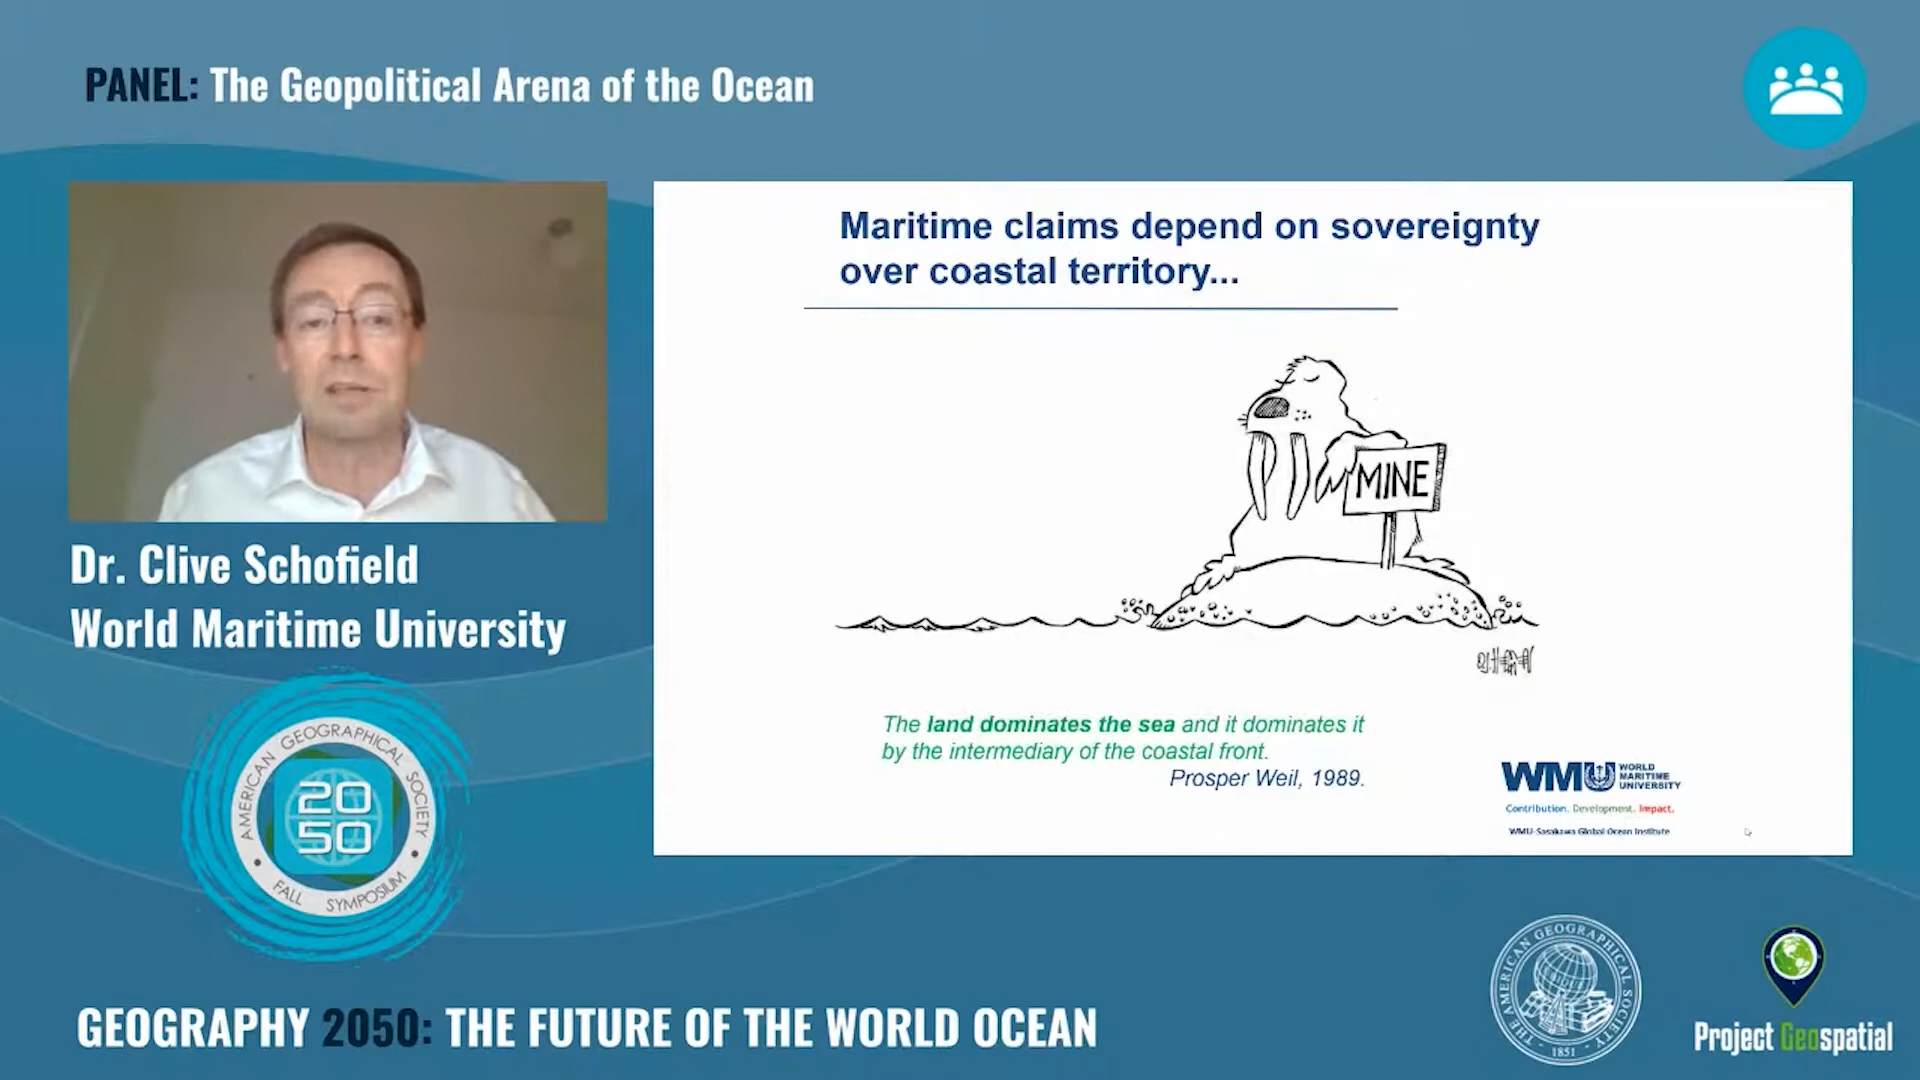 PANEL: The Geopolitical Arena of the Ocean
Maritime claims depend on sovereignty
over coastal territory...
MINE
The land dominates the sea and it dominates it
by the intermediary of the coastal front.
Prosper Weil, 1989.
WMU WORLD
MARITIME
UNIVERSITY
Contribution. Development. Impact.
WMU-Sasakawa Global Ocean Institute
Dr. Clive Schofield
World Maritime University
AMERICAN GEOGRAPHICAL SOCIETY
20
50
FALL SYMPOSIUM
GEOGRAPHY 2050: THE FUTURE OF THE WORLD OCEAN
THE AMERICAN GEOGRAPHICAL SOCIETY
1851
Project Geospatial